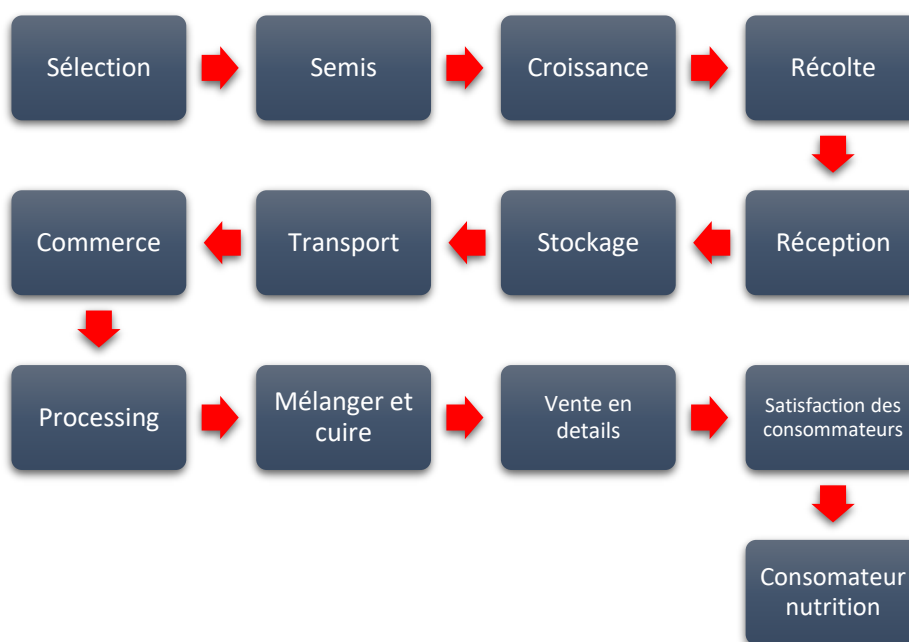 Sélection
Semis
Croissance
Récolte
Réception
Stockage
Transport
Commerce
Processing
Mélanger et
cuire
Vente en
details
Satisfaction des
consommateurs
Consomateur
nutrition